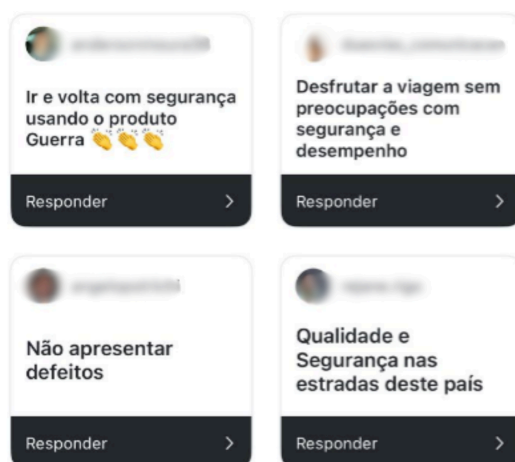 Ir e volta com segurança
usando o produto
Guerra 👏👏👏
Responder
Desfrutar a viagem sem
preocupações com
segurança e
desempenho
Responder
Não apresentar
defeitos
Responder
Qualidade e
Segurança nas
estradas deste país
Responder